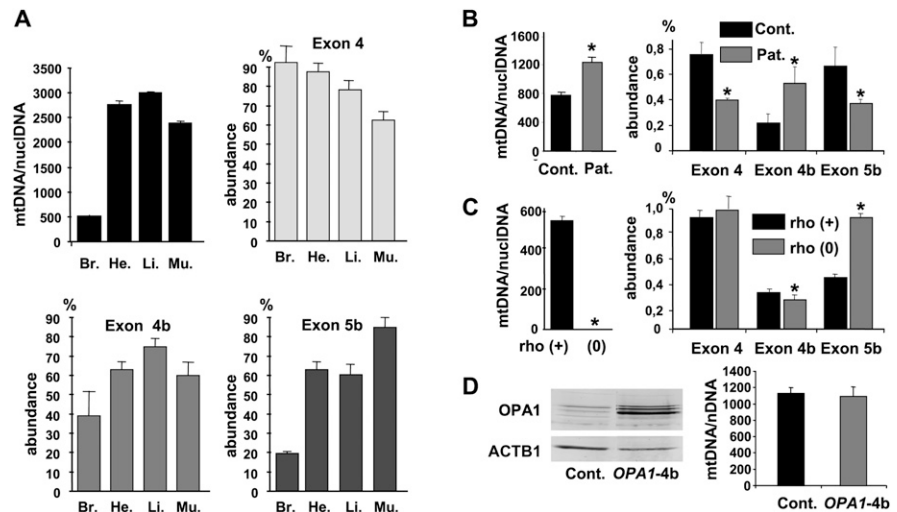 A
mtDNA/nuclDNA
3500
3000
2500
2000
1500
1000
500
0
Br. He. Li. Mu.
Exon 4
%
abundance
90
80
70
60
50
40
30
20
10
0
Br. He. Li. Mu.
%
Exon 4b
abundance
90
80
70
60
50
40
30
20
10
0
Br. He. Li. Mu.
%
Exon 5b
abundance
90
80
70
60
50
40
30
20
10
0
Br. He. Li. Mu.
B
mtDNA/nuclDNA
1600
1200
800
400
0
*
Cont. Pat.
%
Cont.
Pat.
abundance
0,8
0,6
0,4
0,2
0
* * *
Exon 4 Exon 4b Exon 5b
C
mtDNA/nuclDNA
600
400
200
0
*
rho (+) (0)
%
rho (+)
rho (0)
abundance
1,0
0,8
0,6
0,4
0,2
0
* *
Exon 4 Exon 4b Exon 5b
D
OPA1
ACTB1
Cont. OPA1-4b
mtDNA/nDNA
1400
1200
1000
800
600
400
200
0
Cont. OPA1-4b